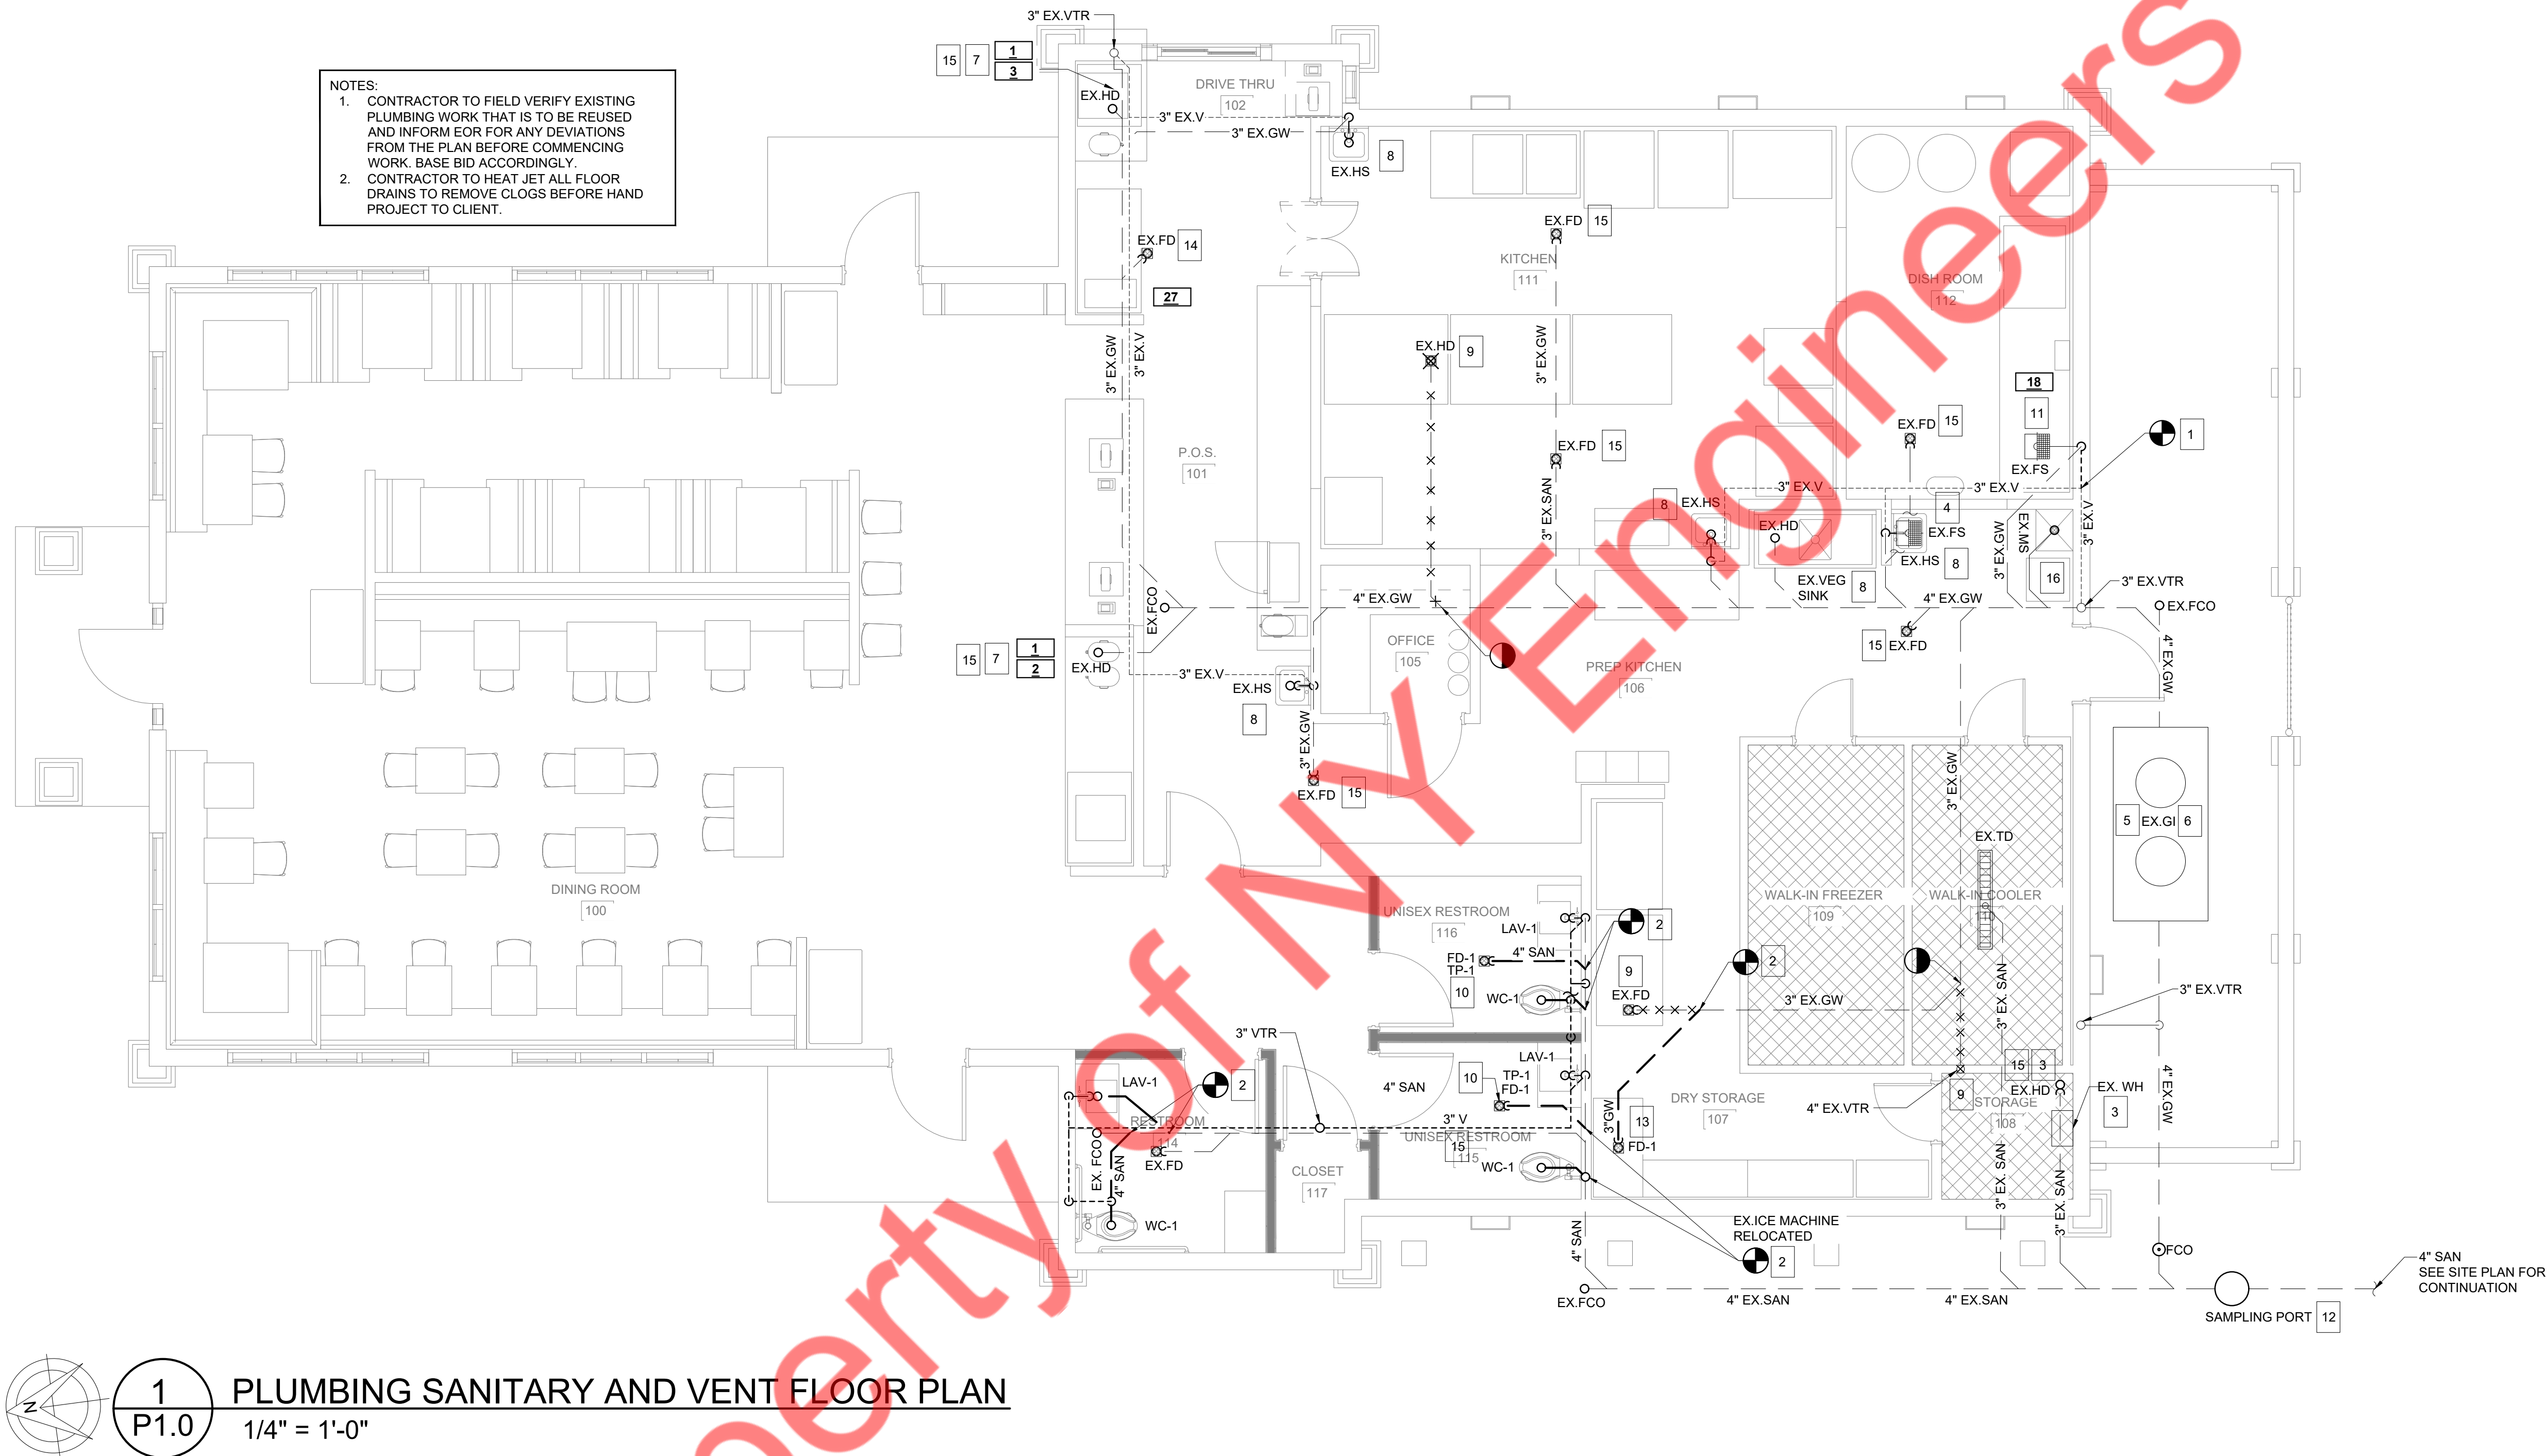 3" EX.VTR
15
7
1
3
EX.HD
DRIVE THRU
102
NOTES:
1. CONTRACTOR TO FIELD VERIFY EXISTING
PLUMBING WORK THAT IS TO BE REUSED
AND INFORM EOR FOR ANY DEVIATIONS
FROM THE PLAN BEFORE COMMENCING
WORK. BASE BID ACCORDINGLY.
2. CONTRACTOR TO HEAT JET ALL FLOOR
DRAINS TO REMOVE CLOGS BEFORE HAND
PROJECT TO CLIENT.
3" EX.V
3" EX.GW
EX.HS
8
EX.FD
15
EX.FD
14
KITCHEN
111
DISH ROOM
112
27
3" EX.GW
3" EX.V
EX.HD
9
3" EX.GW
18
11
EX.FS
EX.FD
15
1
EX.FD
15
P.O.S.
101
3" EX.SAN
8
EX.HS
3" EX.V
3" EX.V
EX.HD
4
EX.FS
EX.HS
8
3" EX.GW
EX.MS
3" EX.V
EX.VEG
SINK
8
16
3" EX.VTR
EX.FCO
4" EX.GW
4" EX.GW
EX.FCO
OFFICE
105
15
EX.FD
4" EX.GW
15
7
1
2
EX.HD
3" EX.V
EX.HS
8
PREP KITCHEN
106
3" EX.GW
EX.FD
15
3" EX.GW
EX.TD
5
EX.GI
6
DINING ROOM
100
WALK-IN FREEZER
109
WALK-IN COOLER
110
UNISEX RESTROOM
116
LAV-1
2
4" SAN
FD-1
TP-1
10
WC-1
9
EX.FD
2
3" EX.GW
3" EX. SAN
3" EX.VTR
3" VTR
LAV-1
TP-1
FD-1
10
4" SAN
LAV-1
2
RESTROOM
114
EX. FCO
4" SAN
EX.FD
WC-1
CLOSET
117
3" V
UNISEX RESTROOM
115
15
WC-1
3"GW
13
FD-1
DRY STORAGE
107
4" EX.VTR
9
15
3
EX.HD
EX. WH
3
STORAGE
108
3" EX. SAN
3" EX. SAN
4" EX.GW
EX.ICE MACHINE
RELOCATED
2
4" SAN
FCO
EX.FCO
4" EX.SAN
4" EX.SAN
4" SAN
SEE SITE PLAN FOR
CONTINUATION
SAMPLING PORT
12
N
1
P1.0
PLUMBING SANITARY AND VENT FLOOR PLAN
1/4" = 1'-0"
perty of NY Engineers